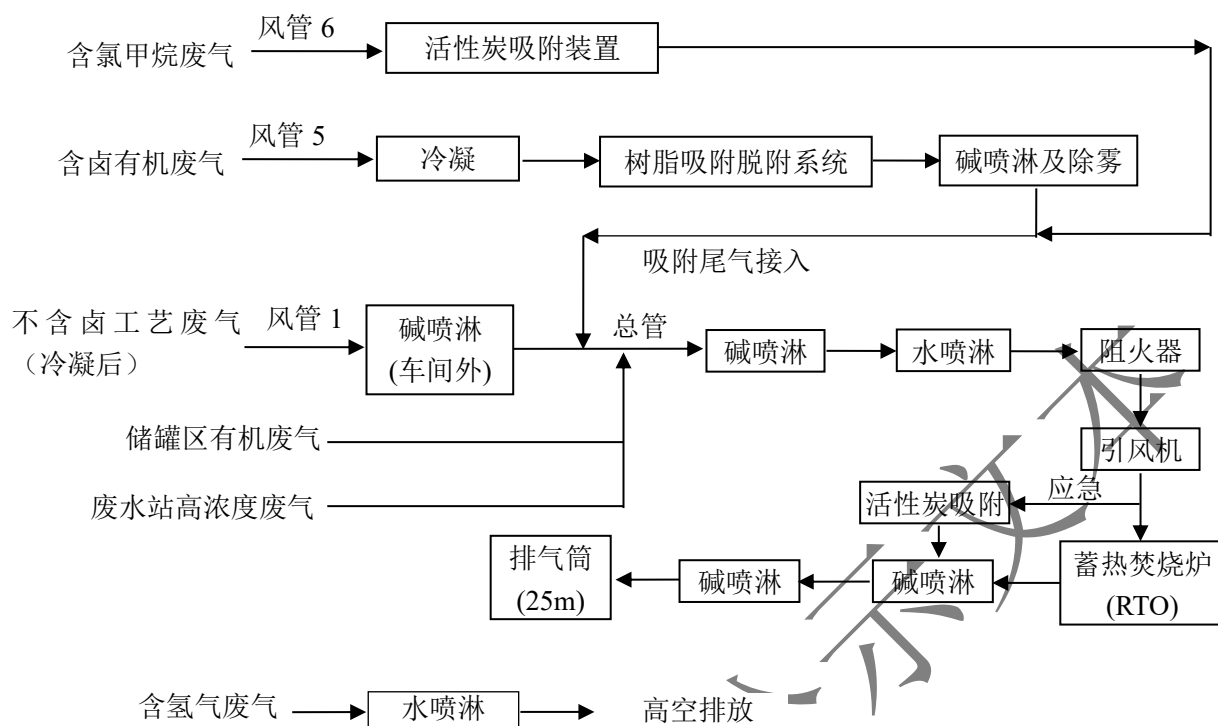 含氯甲烷废气
风管 6
活性炭吸附装置
含卤有机废气
风管 5
冷凝
树脂吸附脱附系统
碱喷淋及除雾
吸附尾气接入
不含卤工艺废气
（冷凝后）
风管 1
碱喷淋
(车间外)
总管
碱喷淋
水喷淋
阻火器
储罐区有机废气
引风机
废水站高浓度废气
活性炭吸附
应急
排气筒
(25m)
碱喷淋
碱喷淋
蓄热焚烧炉
(RTO)
含氢气废气
水喷淋
高空排放